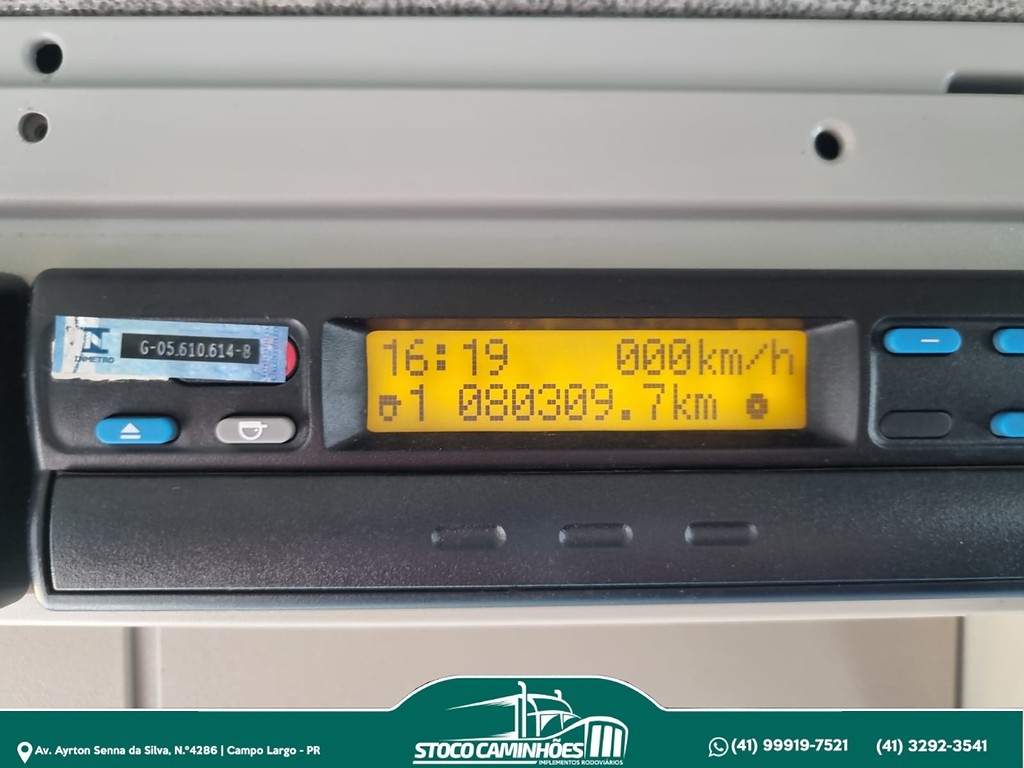 INMETRO
G-05.610.614-8
16:19 000km/h
1 080309.7km
Av. Ayrton Senna da Silva, N.º4286 | Campo Largo - PR
STOCO CAMINHÕES
IMPLEMENTOS RODOVIÁRIOS
(41) 99919-7521 (41) 3292-3541